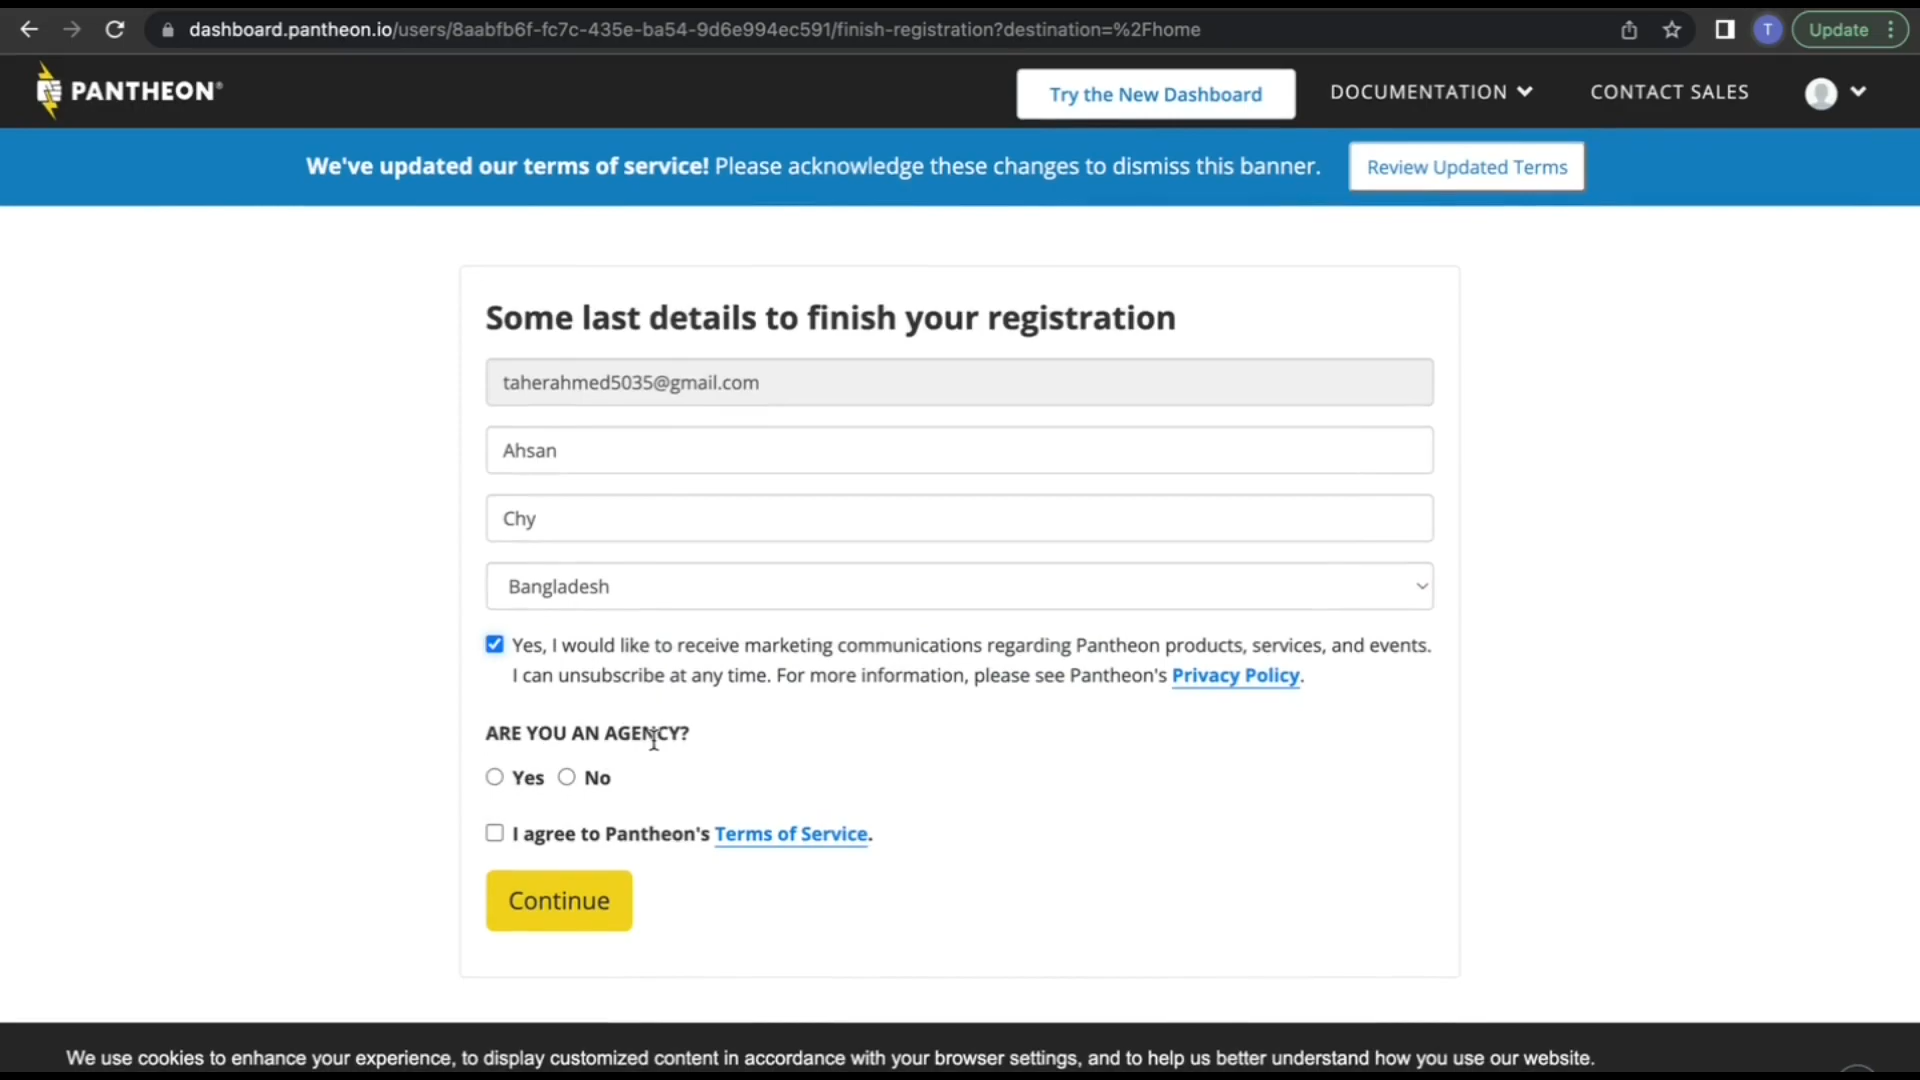 dashboard.pantheon.io/users/8aabfb6f-fc7c-435e-ba54-9d6e994ec591/finish-registration?destination=%2Fhome
T
Update
PANTHEON
Try the New Dashboard
DOCUMENTATION
CONTACT SALES
We've updated our terms of service! Please acknowledge these changes to dismiss this banner.
Review Updated Terms
Some last details to finish your registration
taherahmed5035@gmail.com
Ahsan
Chy
Bangladesh
Yes, I would like to receive marketing communications regarding Pantheon products, services, and events.
I can unsubscribe at any time. For more information, please see Pantheon's Privacy Policy.
ARE YOU AN AGENCY?
Yes No
I agree to Pantheon's Terms of Service.
Continue
We use cookies to enhance your experience, to display customized content in accordance with your browser settings, and to help us better understand how you use our website.